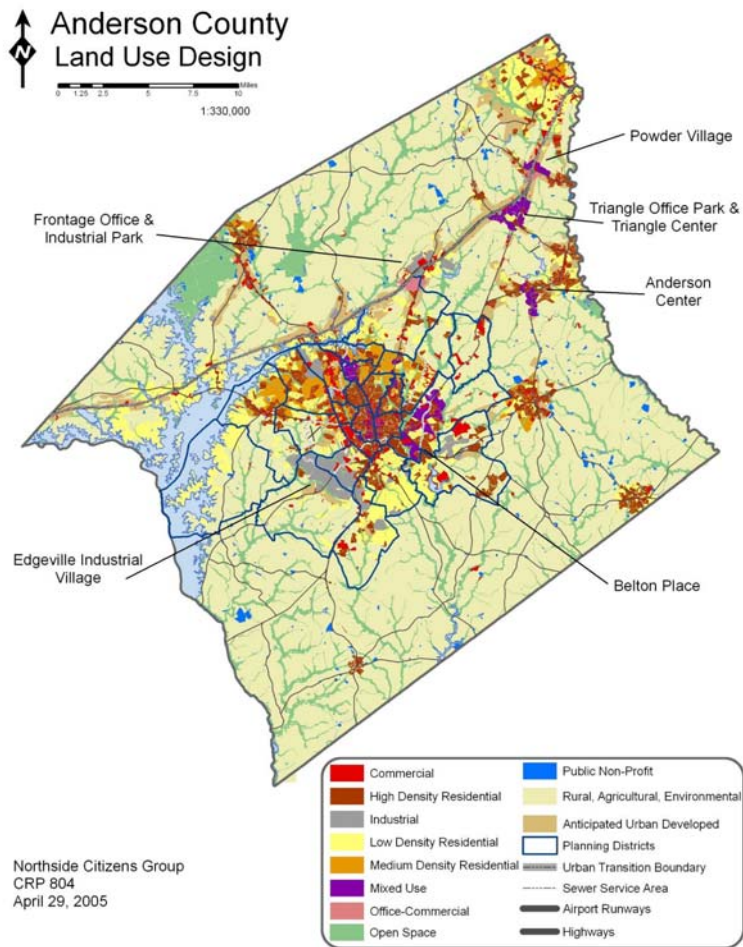 Anderson County
Land Use Design
N
0 1.25 2.5 5 7.5 10 Miles
1:330,000
Powder Village
Triangle Office Park &
Triangle Center
Frontage Office &
Industrial Park
Anderson
Center
Edgeville Industrial
Village
Belton Place
Commercial
High Density Residential
Industrial
Low Density Residential
Medium Density Residential
Mixed Use
Office-Commercial
Open Space
Public Non-Profit
Rural, Agricultural, Environmental
Anticipated Urban Developed
Planning Districts
Urban Transition Boundary
Sewer Service Area
Airport Runways
Highways
Northside Citizens Group
CRP 804
April 29, 2005